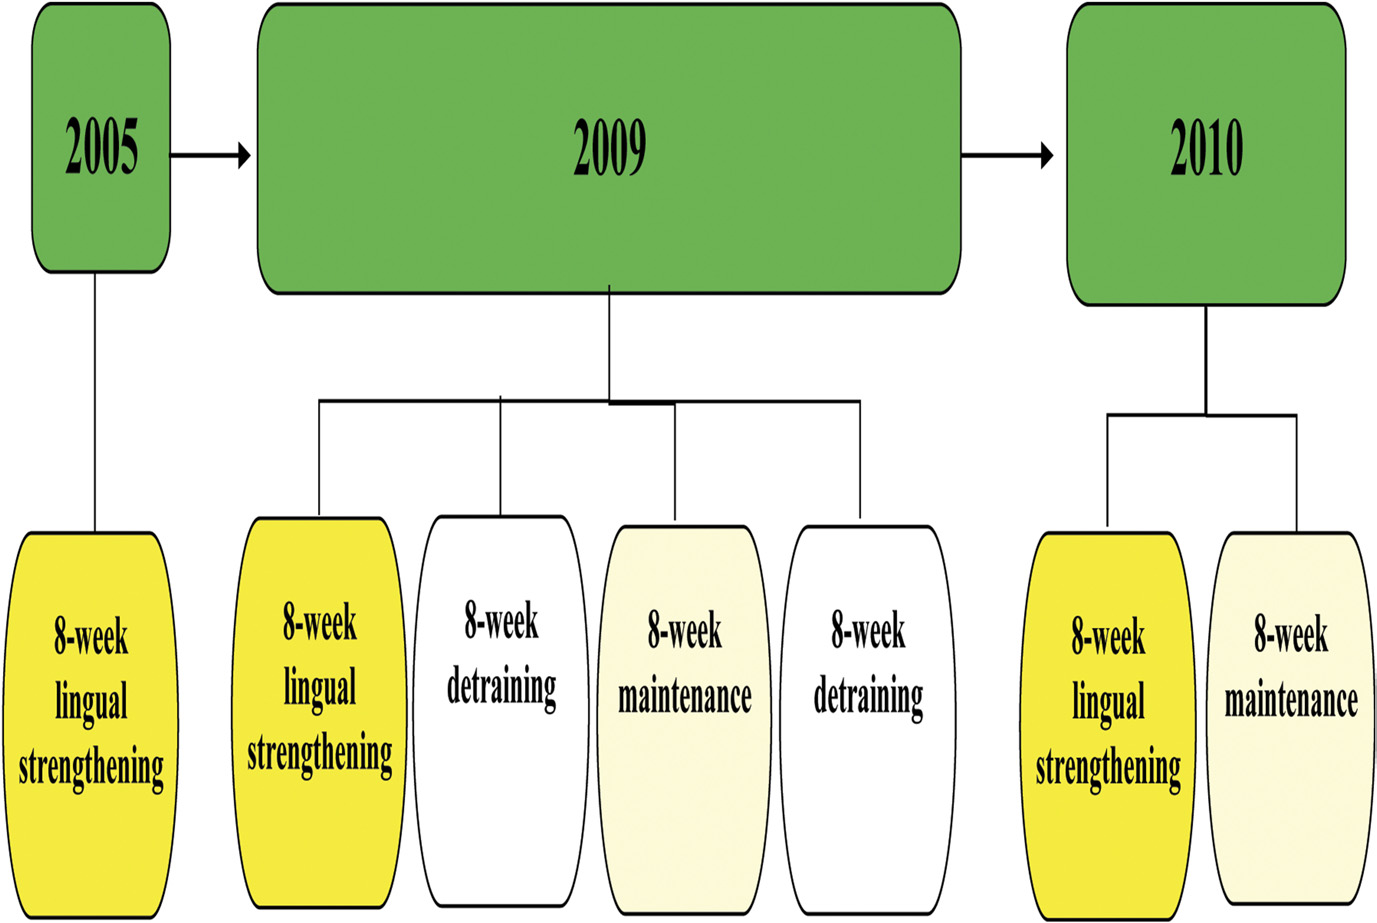 2005
2009
2010
8-week
lingual
strengthening
8-week
lingual
strengthening
8-week
detraining
8-week
maintenance
8-week
detraining
8-week
lingual
strengthening
8-week
maintenance